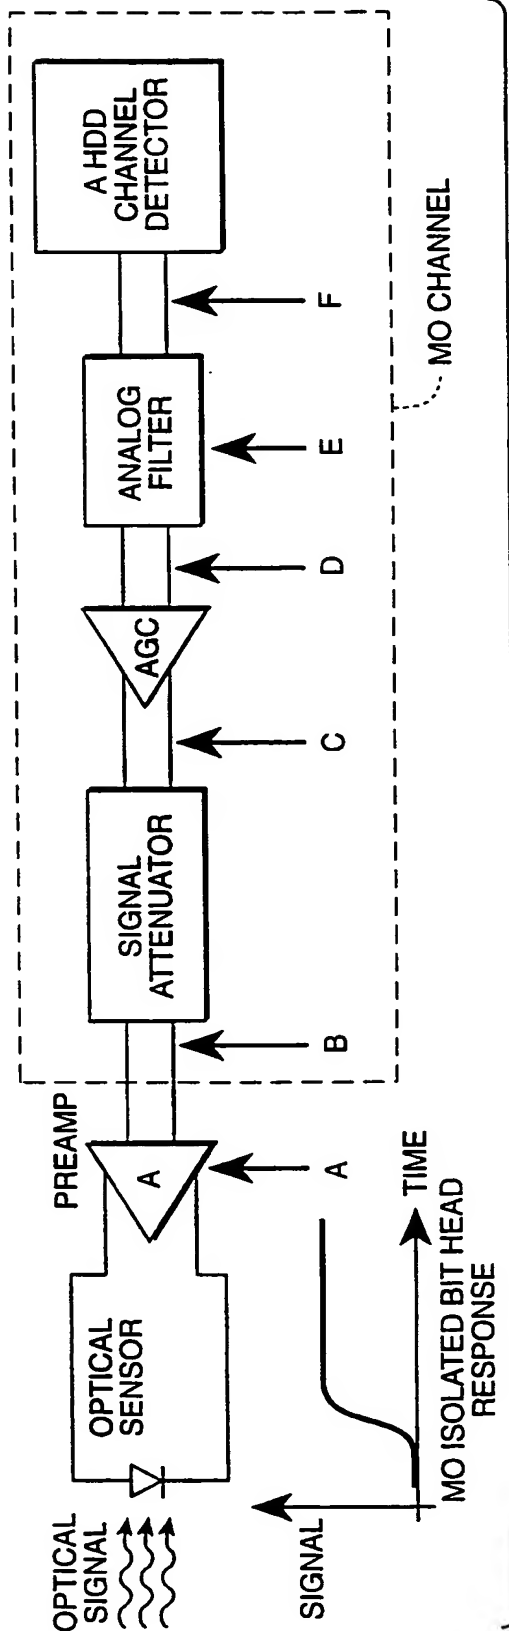 OPTICAL
SIGNAL
OPTICAL
SENSOR
PREAMP
A
SIGNAL
ATTENUATOR
AGC
ANALOG
FILTER
A HDD
CHANNEL
DETECTOR
A
B
C
D
E
F
MO CHANNEL
SIGNAL
TIME
MO ISOLATED BIT HEAD
RESPONSE